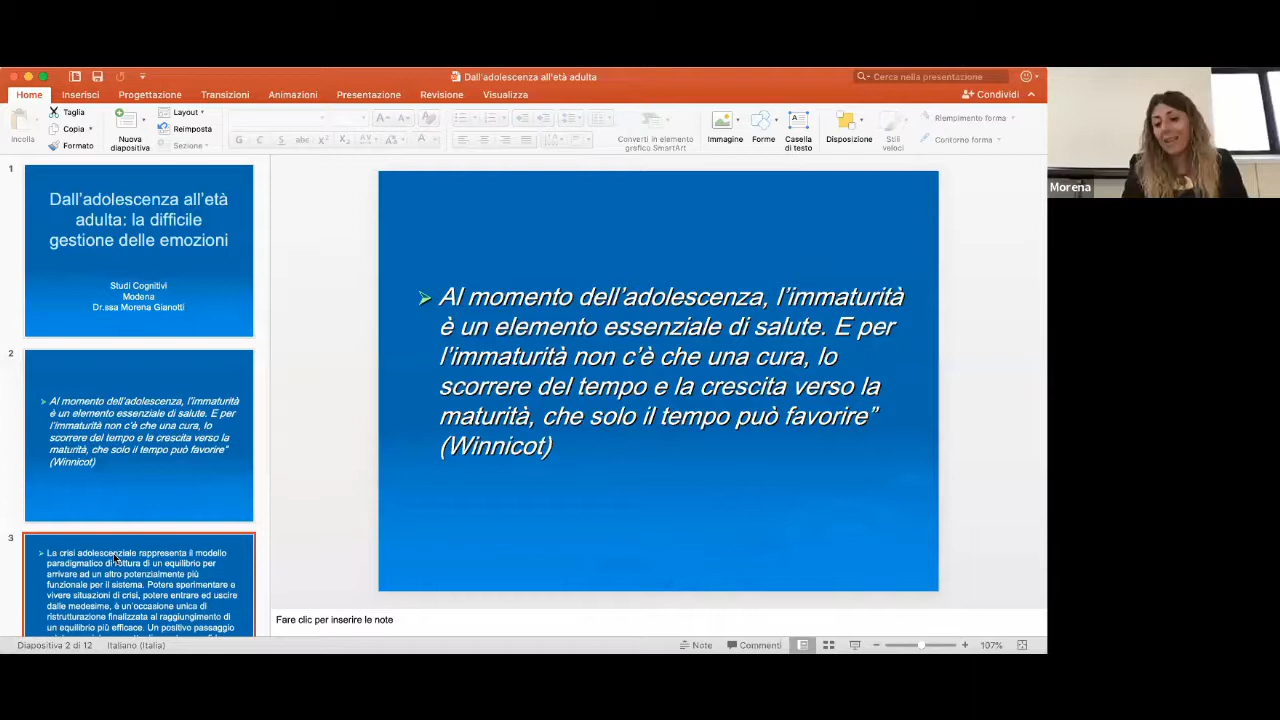 Dall'adolescenza all'età adulta
Cerca nella presentazione
Home Inserisci Progettazione Transizioni Animazioni Presentazione Revisione Visualizza
Condividi
Incolla
Taglia
Copia
Formato
Nuova
diapositiva
Layout
Reimposta
Sezione
G C S abc X² X₂ AV Aa A
Converti in elemento
grafico SmartArt
Immagine
Forme
Casella
di testo
Disposizione
Stili
veloci
Riempimento forma
Contorno forma
1
Dall'adolescenza all'età
adulta: la difficile
gestione delle emozioni
Studi Cognitivi
Modena
Dr.ssa Morena Gianotti
2
Al momento dell'adolescenza, l'immaturità
è un elemento essenziale di salute. E per
l'immaturità non c'è che una cura, lo
scorrere del tempo e la crescita verso la
maturità, che solo il tempo può favorire"
(Winnicot)
3
La crisi adolescenziale rappresenta il modello
paradigmatico di rottura di un equilibrio per
arrivare ad un altro potenzialmente più
funzionale per il sistema. Potere sperimentare e
vivere situazioni di crisi, potere entrare ed uscire
dalle medesime, è un'occasione unica di
ristrutturazione finalizzata al raggiungimento di
un equilibrio più efficace. Un positivo passaggio
Al momento dell'adolescenza, l'immaturità
è un elemento essenziale di salute. E per
l'immaturità non c'è che una cura, lo
scorrere del tempo e la crescita verso la
maturità, che solo il tempo può favorire"
(Winnicot)
Fare clic per inserire le note
Diapositiva 2 di 12 Italiano (Italia)
Note Commenti 107%
Morena